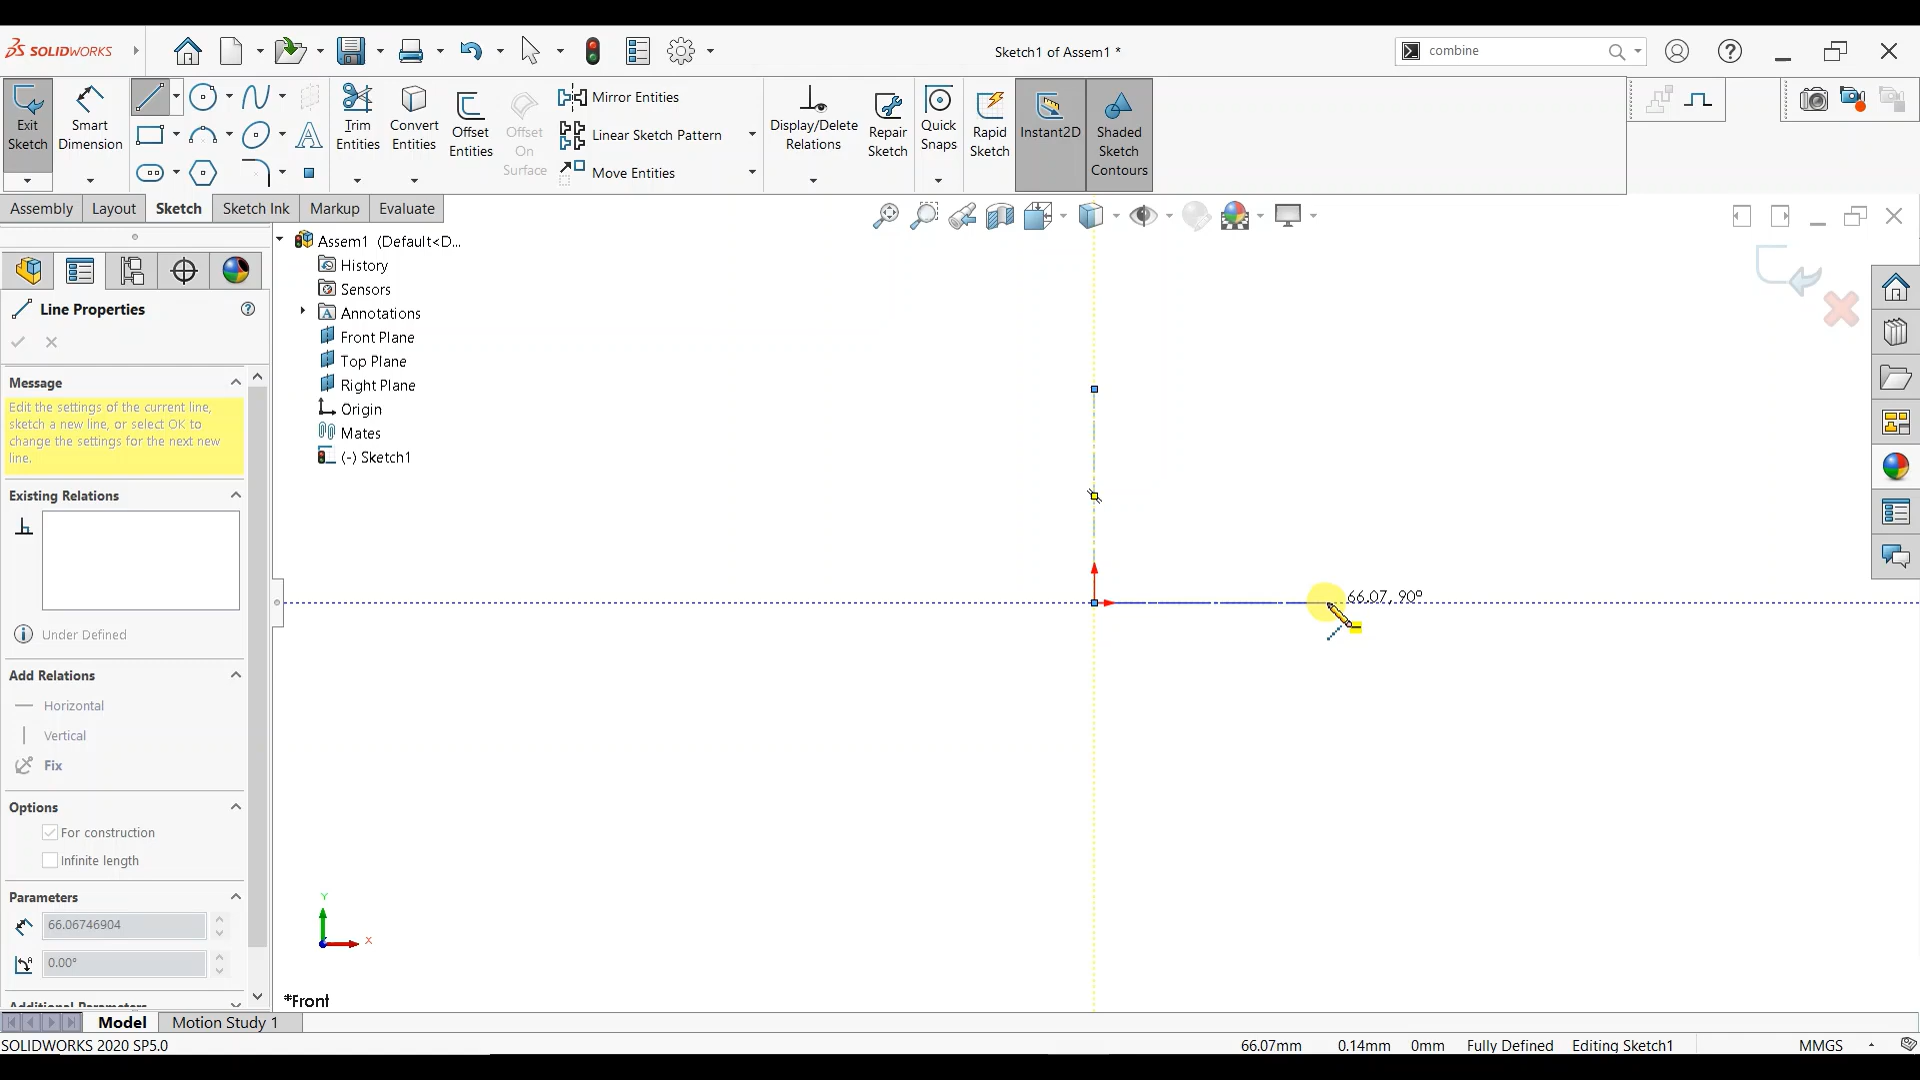 SOLIDWORKS
Sketch1 of Assem1 *
combine
Exit Sketch
Smart Dimension
Trim Entities
Convert Entities
Offset Entities
Offset On Surface
Mirror Entities
Linear Sketch Pattern
Move Entities
Display/Delete Relations
Repair Sketch
Quick Snaps
Rapid Sketch
Instant2D
Shaded Sketch Contours
Assembly
Layout
Sketch
Sketch Ink
Markup
Evaluate
Line Properties
Message
Edit the settings of the current line,
sketch a new line, or select OK to
change the settings for the next new
line.
Existing Relations
Under Defined
Add Relations
Horizontal
Vertical
Fix
Options
For construction
Infinite length
Parameters
66.06746904
0.00°
Additional Parameters
Assem1 (Default<D...
History
Sensors
Annotations
Front Plane
Top Plane
Right Plane
Origin
Mates
(-) Sketch1
66.07, 90°
Y
X
*Front
Model
Motion Study 1
SOLIDWORKS 2020 SP5.0
66.07mm
0.14mm
0mm
Fully Defined
Editing Sketch1
MMGS